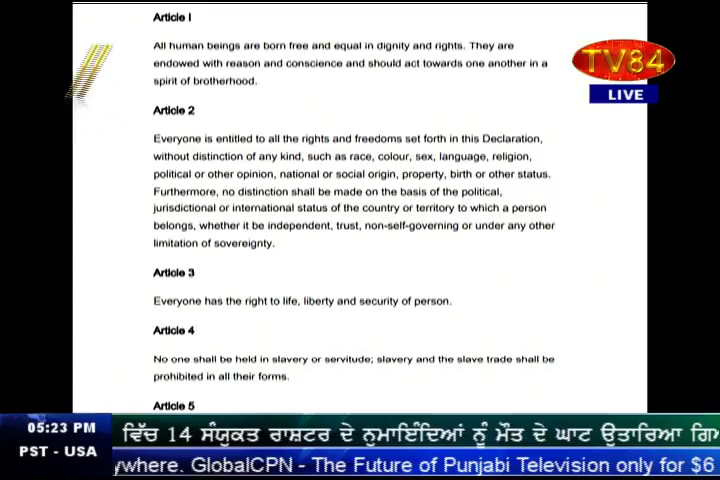 Article I
All human beings are born free and equal in dignity and rights. They are
endowed with reason and conscience and should act towards one another in a
spirit of brotherhood.
Article 2
Everyone is entitled to all the rights and freedoms set forth in this Declaration,
without distinction of any kind, such as race, colour, sex, language, religion,
political or other opinion, national or social origin, property, birth or other status.
Furthermore, no distinction shall be made on the basis of the political,
jurisdictional or international status of the country or territory to which a person
belongs, whether it be independent, trust, non-self-governing or under any other
limitation of sovereignty.
Article 3
Everyone has the right to life, liberty and security of person.
Article 4
No one shall be held in slavery or servitude; slavery and the slave trade shall be
prohibited in all their forms.
Article 5
TV84
LIVE
05:23 PM
PST - USA
ਵਿੱਚ 14 ਸੰਯੁਕਤ ਰਾਸ਼ਟਰ ਦੇ ਨੁਮਾਇੰਦਿਆਂ ਨੂੰ ਮੌਤ ਦੇ ਘਾਟ ਉਤਾਰਿਆ ਗਿ
ywhere. GlobalCPN - The Future of Punjabi Television only for $6